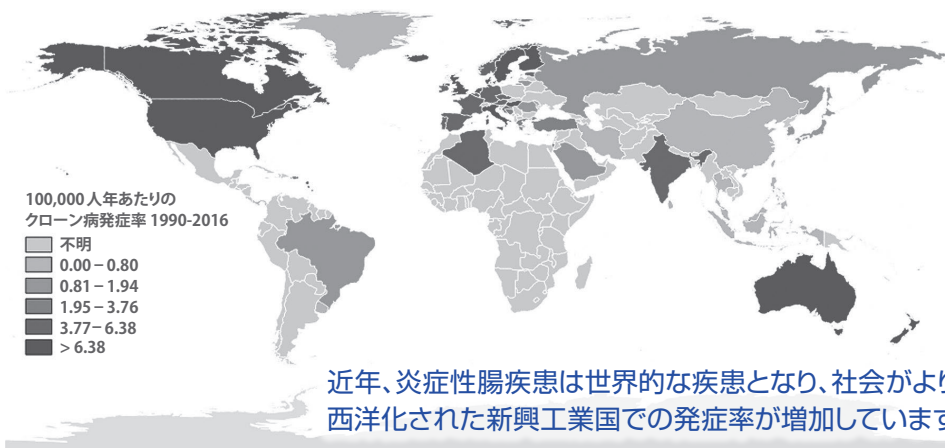 100,000 人年あたりの
クローン病発症率 1990-2016
不明
0.00 – 0.80
0.81 – 1.94
1.95 – 3.76
3.77– 6.38
> 6.38
近年、炎症性腸疾患は世界的な疾患となり、社会がより
西洋化された新興工業国での発症率が増加しています